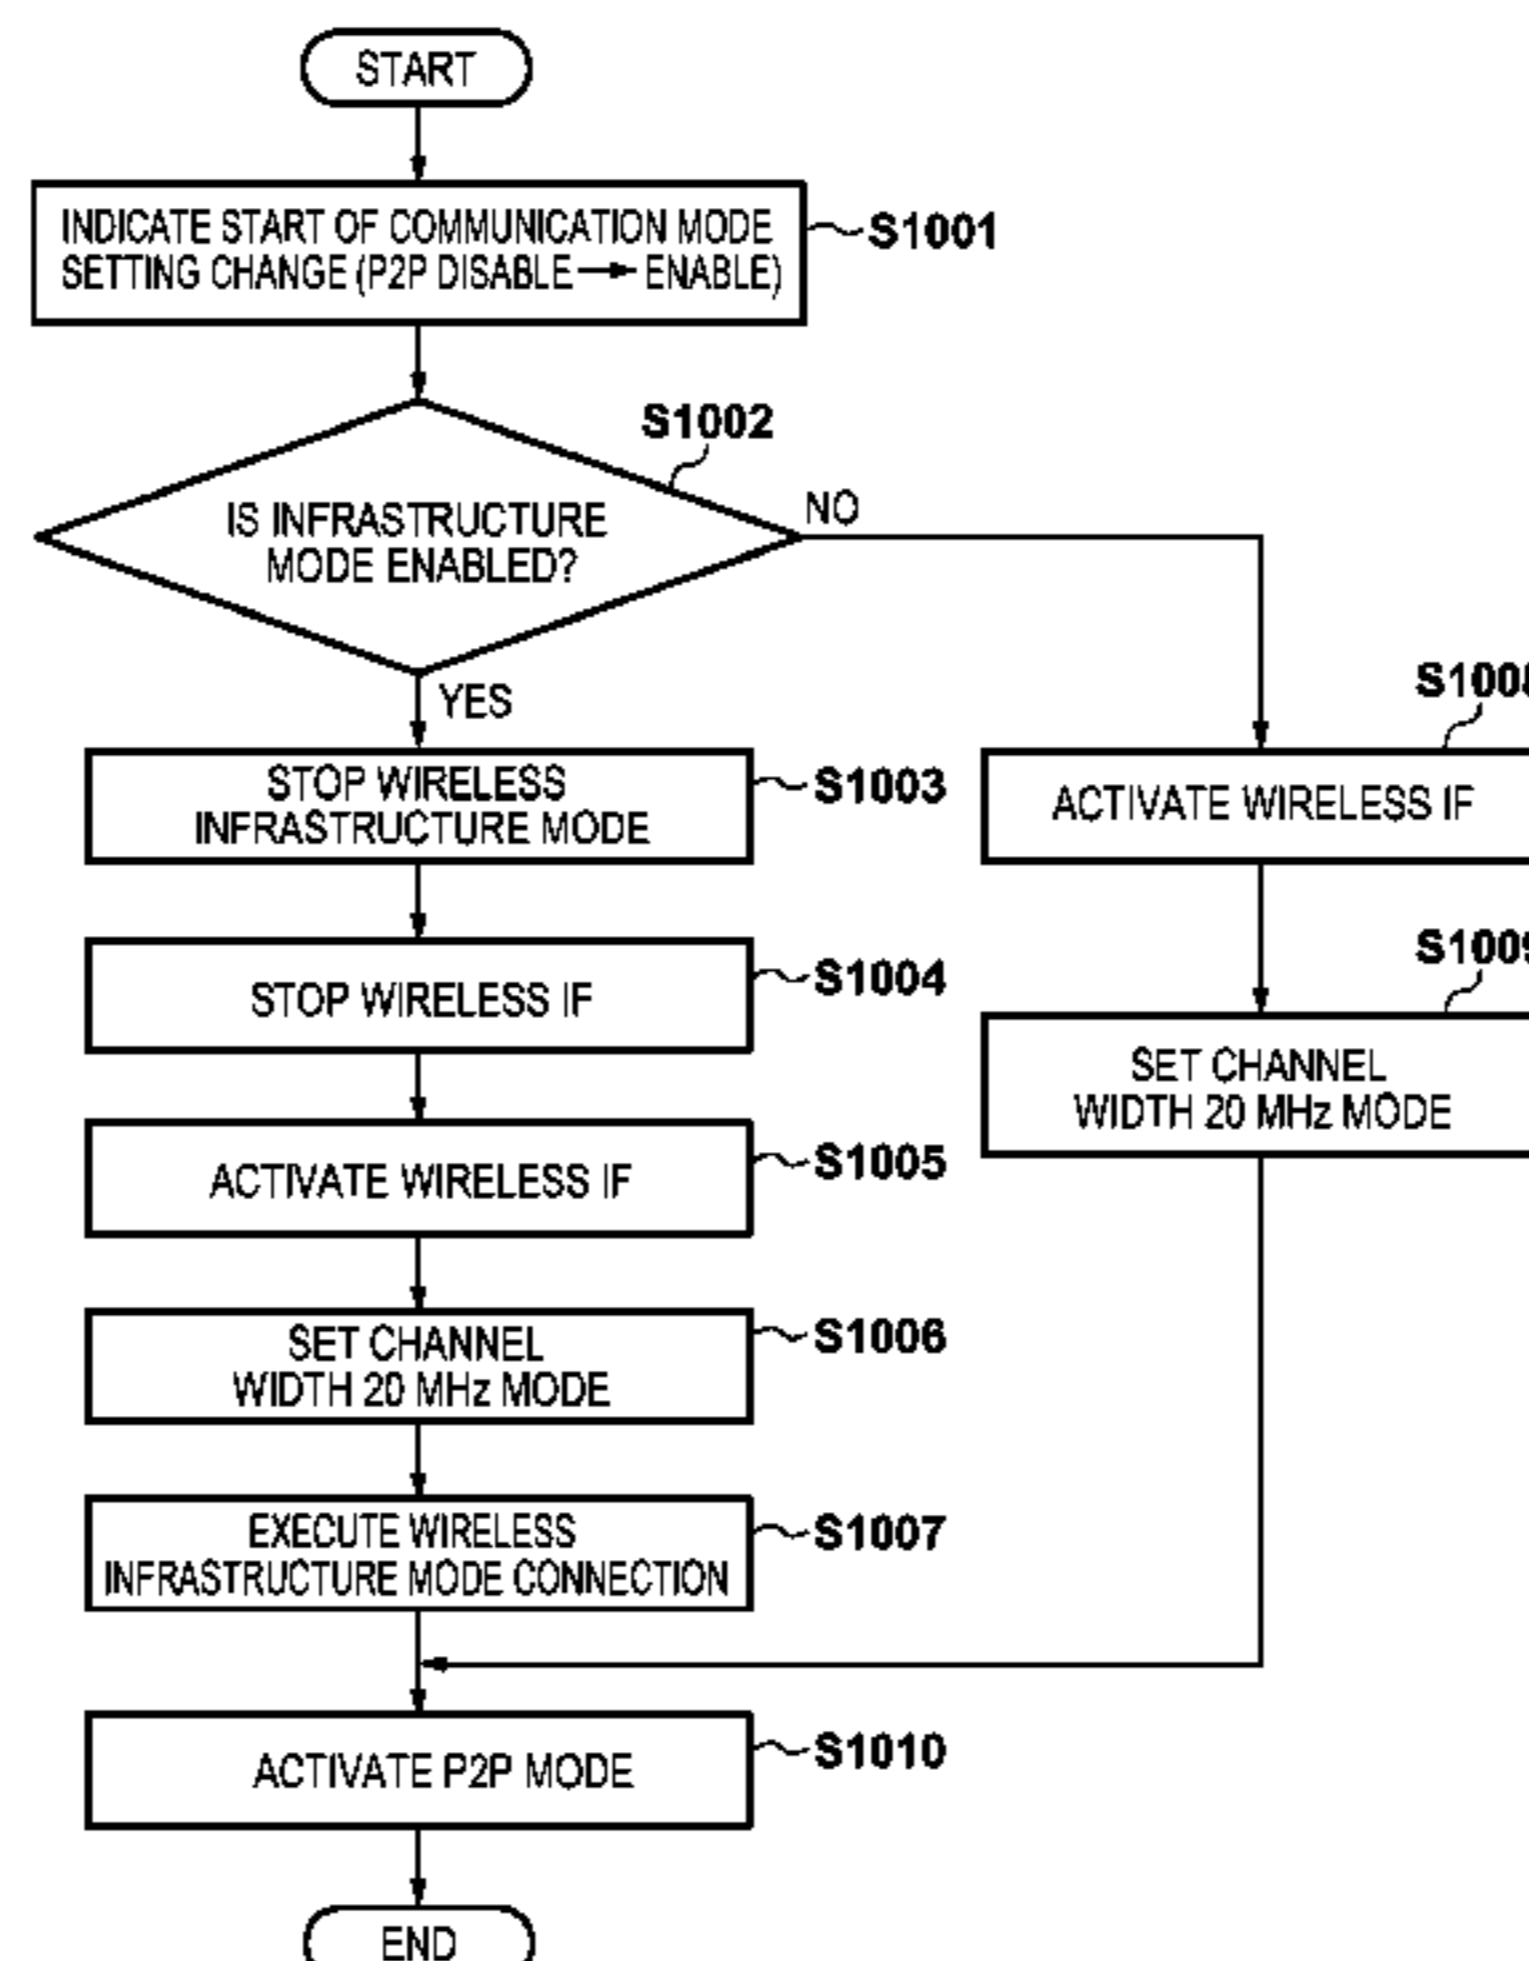 START
INDICATE START OF COMMUNICATION MODE
SETTING CHANGE (P2P DISABLE → ENABLE)
S1001
S1002
IS INFRASTRUCTURE
MODE ENABLED?
NO
YES
STOP WIRELESS
INFRASTRUCTURE MODE
S1003
S1008
ACTIVATE WIRELESS IF
STOP WIRELESS IF
S1004
S1009
SET CHANNEL
WIDTH 20 MHz MODE
ACTIVATE WIRELESS IF
S1005
SET CHANNEL
WIDTH 20 MHz MODE
S1006
EXECUTE WIRELESS
INFRASTRUCTURE MODE CONNECTION
S1007
ACTIVATE P2P MODE
S1010
END